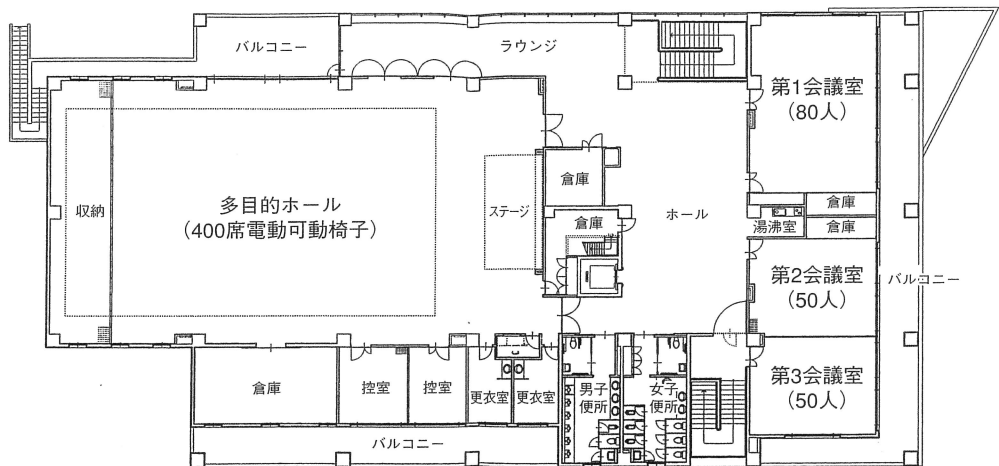 バルコニー
ラウンジ
第1会議室
(80人)
収納
多目的ホール
(400席電動可動椅子)
ステージ
倉庫
倉庫
ホール
倉庫
湯沸室
倉庫
第2会議室
(50人)
バルコニー
倉庫
控室
控室
更衣室
更衣室
男子
便所
女子
便所
第3会議室
(50人)
バルコニー